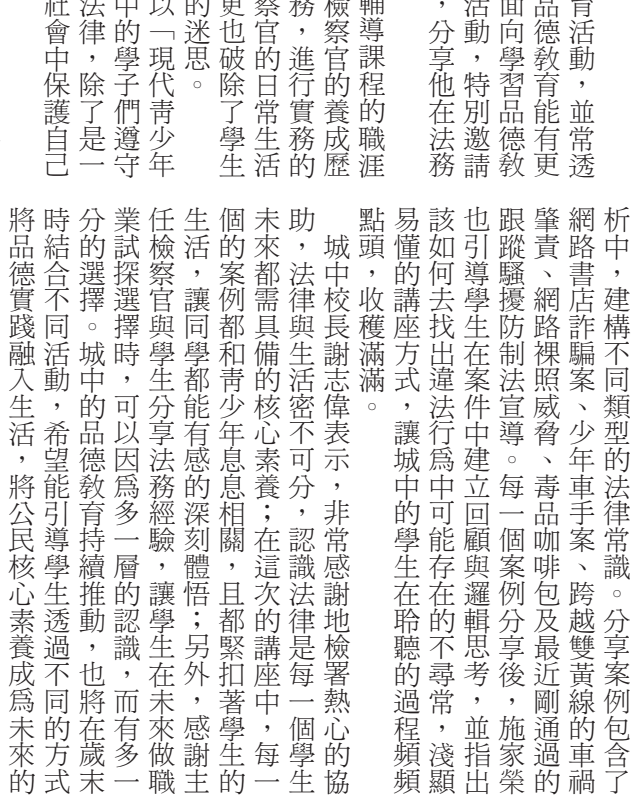 育活動，並常透
品德教育能有更
面向學習品德教
活動，特別邀請
，分享他在法務
輔導課程的職涯
檢察官的養成歷
務，進行實務的
察官的日常生活
更也破除了學生
的迷思。
以「現代青少年
中的學子們遵守
法律，除了是一
社會中保護自己
析中，建構不同類型的法律常識。分享案例包含了
網路書店詐騙案、少年車手案、跨越雙黃線的車禍
肇責、網路裸照威脅、毒品咖啡包及最近剛通過的
跟蹤騷擾防制法宣導。每一個案例分享後，施家榮
也引導學生在案件中建立回顧與邏輯思考，並指出
該如何去找出違法行為中可能存在的不尋常，淺顯
易懂的講座方式，讓城中的學生在聆聽的過程頻頻
點頭，收穫滿滿。
城中校長謝志偉表示，非常感謝地檢署熱心的協
助，法律與生活密不可分，認識法律是每一個學生
未來都需具備的核心素養；在這次的講座中，每一
個的案例都和青少年息息相關，且都緊扣著學生的
生活，讓同學都能有感的深刻體悟；另外，感謝主
任檢察官與學生分享法務經驗，讓學生在未來做職
業試探選擇時，可以因為多一層的認識，而有多一
分的選擇。城中的品德教育持續推動，也將在歲末
時結合不同活動，希望能引導學生透過不同的方式
將品德實踐融入生活，將公民核心素養成為未來的